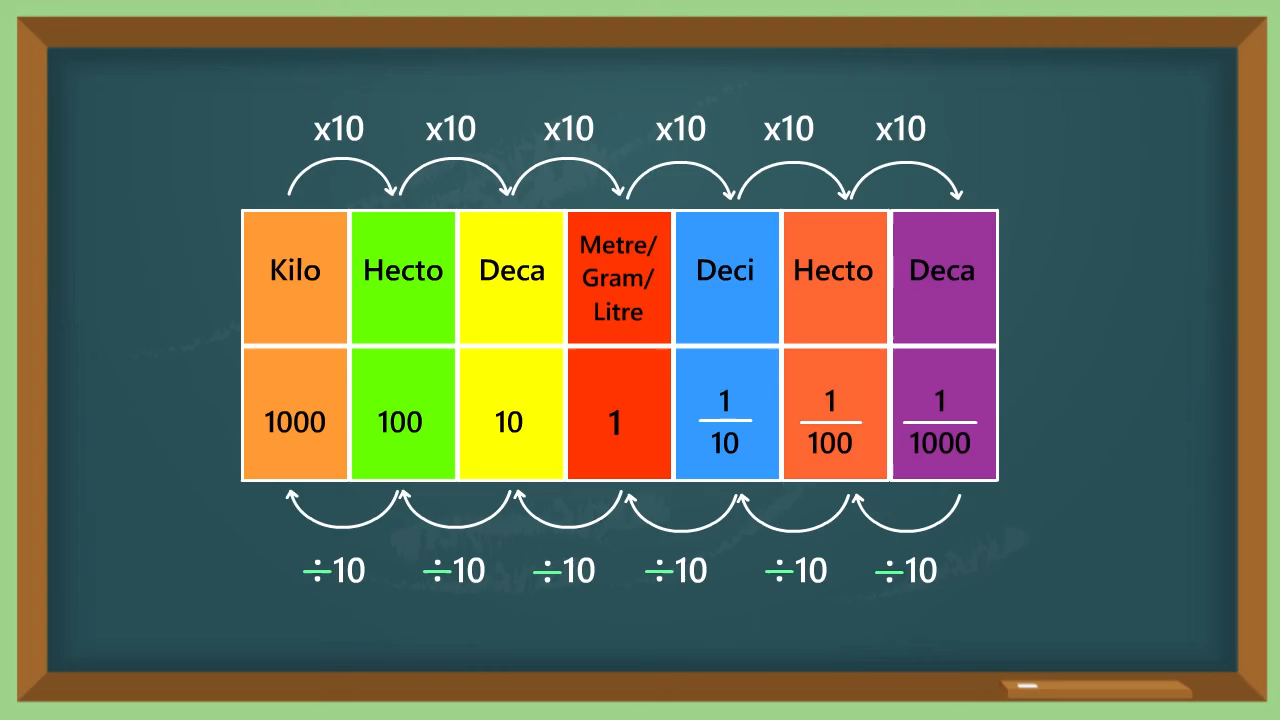 x10 x10 x10 x10 x10 x10
Kilo Hecto Deca Metre/ Gram/ Litre Deci Hecto Deca
1000 100 10 1 1/10 1/100 1/1000
÷10 ÷10 ÷10 ÷10 ÷10 ÷10